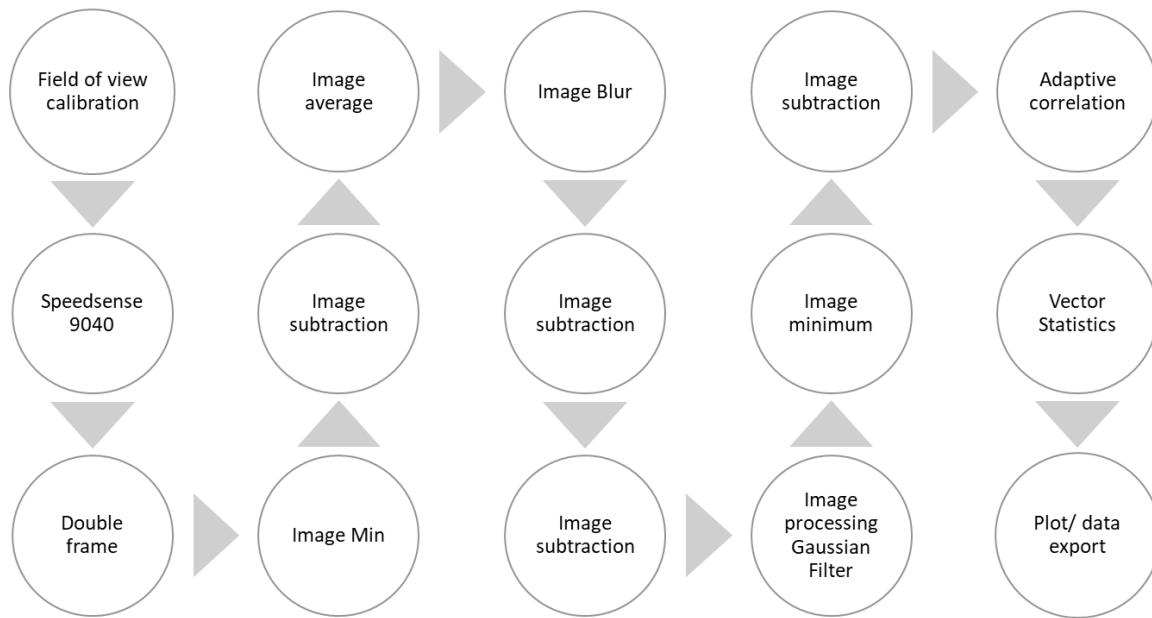 Field of view
calibration
Speedsense
9040
Double
frame
Image Min
Image
subtraction
Image
average
Image Blur
Image
subtraction
Image
subtraction
Image
processing
Gaussian
Filter
Image
minimum
Image
subtraction
Adaptive
correlation
Vector
Statistics
Plot/ data
export